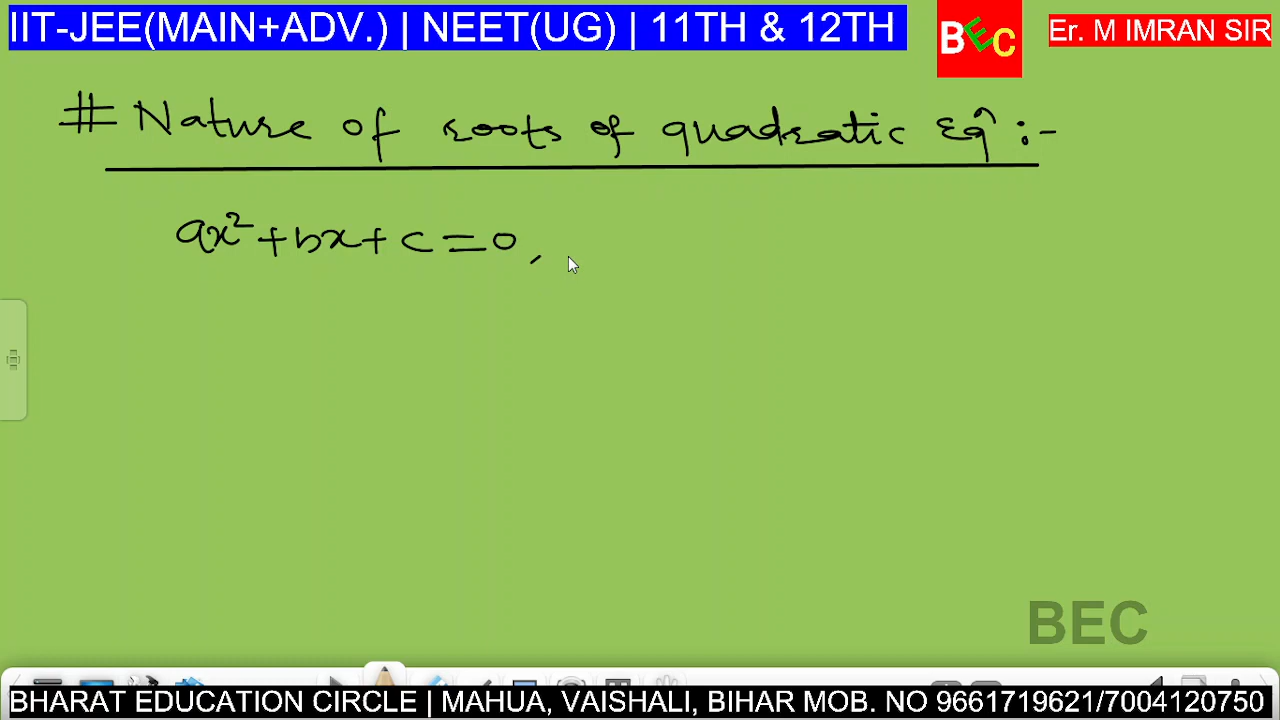 IIT-JEE(MAIN+ADV.) | NEET(UG) | 11TH & 12TH
BEC
Er. M IMRAN SIR
# Nature of roots of quadratic Eqⁿ :-
ax²+bx+c=0,
BEC
BHARAT EDUCATION CIRCLE | MAHUA, VAISHALI, BIHAR MOB. NO 9661719621/7004120750